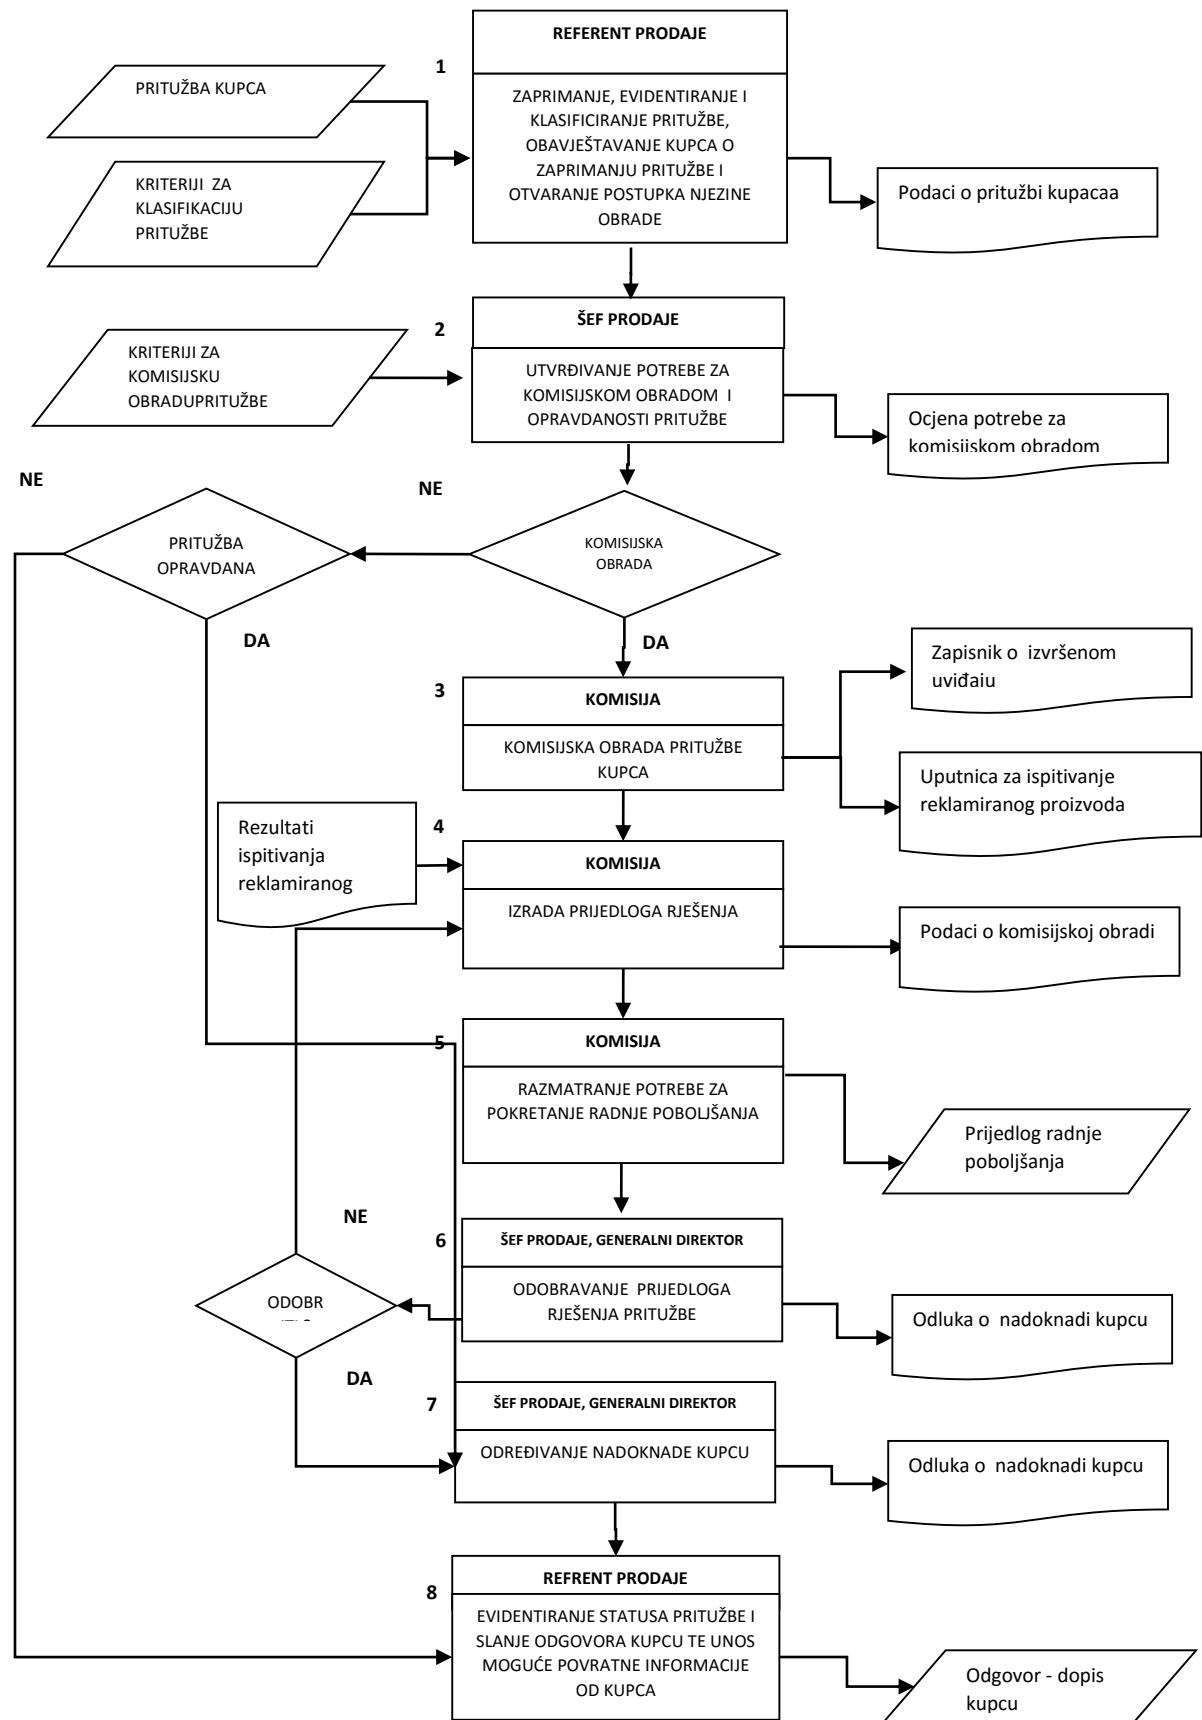 REFERENT PRODAJE
1
PRITUŽBA KUPCA
ZAPRIMANJE, EVIDENTIRANJE I
KLASIFICIRANJE PRITUŽBE,
OBAVJEŠTAVANJE KUPCA O
ZAPRIMANJU PRITUŽBE I
OTVARANJE POSTUPKA NJEZINE
OBRADE
KRITERIJI ZA
KLASIFIKACIJU
PRITUŽBE
Podaci o pritužbi kupacaa
2
ŠEF PRODAJE
KRITERIJI ZA
KOMISIJSKU
OBRADUPRITUŽBE
UTVRĐIVANJE POTREBE ZA
KOMISIJSKOM OBRADOM I
OPRAVDANOSTI PRITUŽBE
Ocjena potrebe za
komisijskom obradom
NE
NE
PRITUŽBA
OPRAVDANA
KOMISIJSKA
OBRADA
DA
DA
Zapisnik o izvršenom
uviđaju
3
KOMISIJA
KOMISIJSKA OBRADA PRITUŽBE
KUPCA
Uputnica za ispitivanje
reklamiranog proizvoda
Rezultati
ispitivanja
reklamiranog
4
KOMISIJA
IZRADA PRIJEDLOGA RJEŠENJA
Podaci o komisijskoj obradi
5
KOMISIJA
RAZMATRANJE POTREBE ZA
POKRETANJE RADNJE POBOLJŠANJA
Prijedlog radnje
poboljšanja
NE
6
ŠEF PRODAJE, GENERALNI DIREKTOR
ODOBRAVANJE PRIJEDLOGA
RJEŠENJA PRITUŽBE
ODOBR
Odluka o nadoknadi kupcu
DA
7
ŠEF PRODAJE, GENERALNI DIREKTOR
ODREĐIVANJE NADOKNADE KUPCU
Odluka o nadoknadi kupcu
8
REFRENT PRODAJE
EVIDENTIRANJE STATUSA PRITUŽBE I
SLANJE ODGOVORA KUPCU TE UNOS
MOGUĆE POVRATNE INFORMACIJE
OD KUPCA
Odgovor - dopis
kupcu